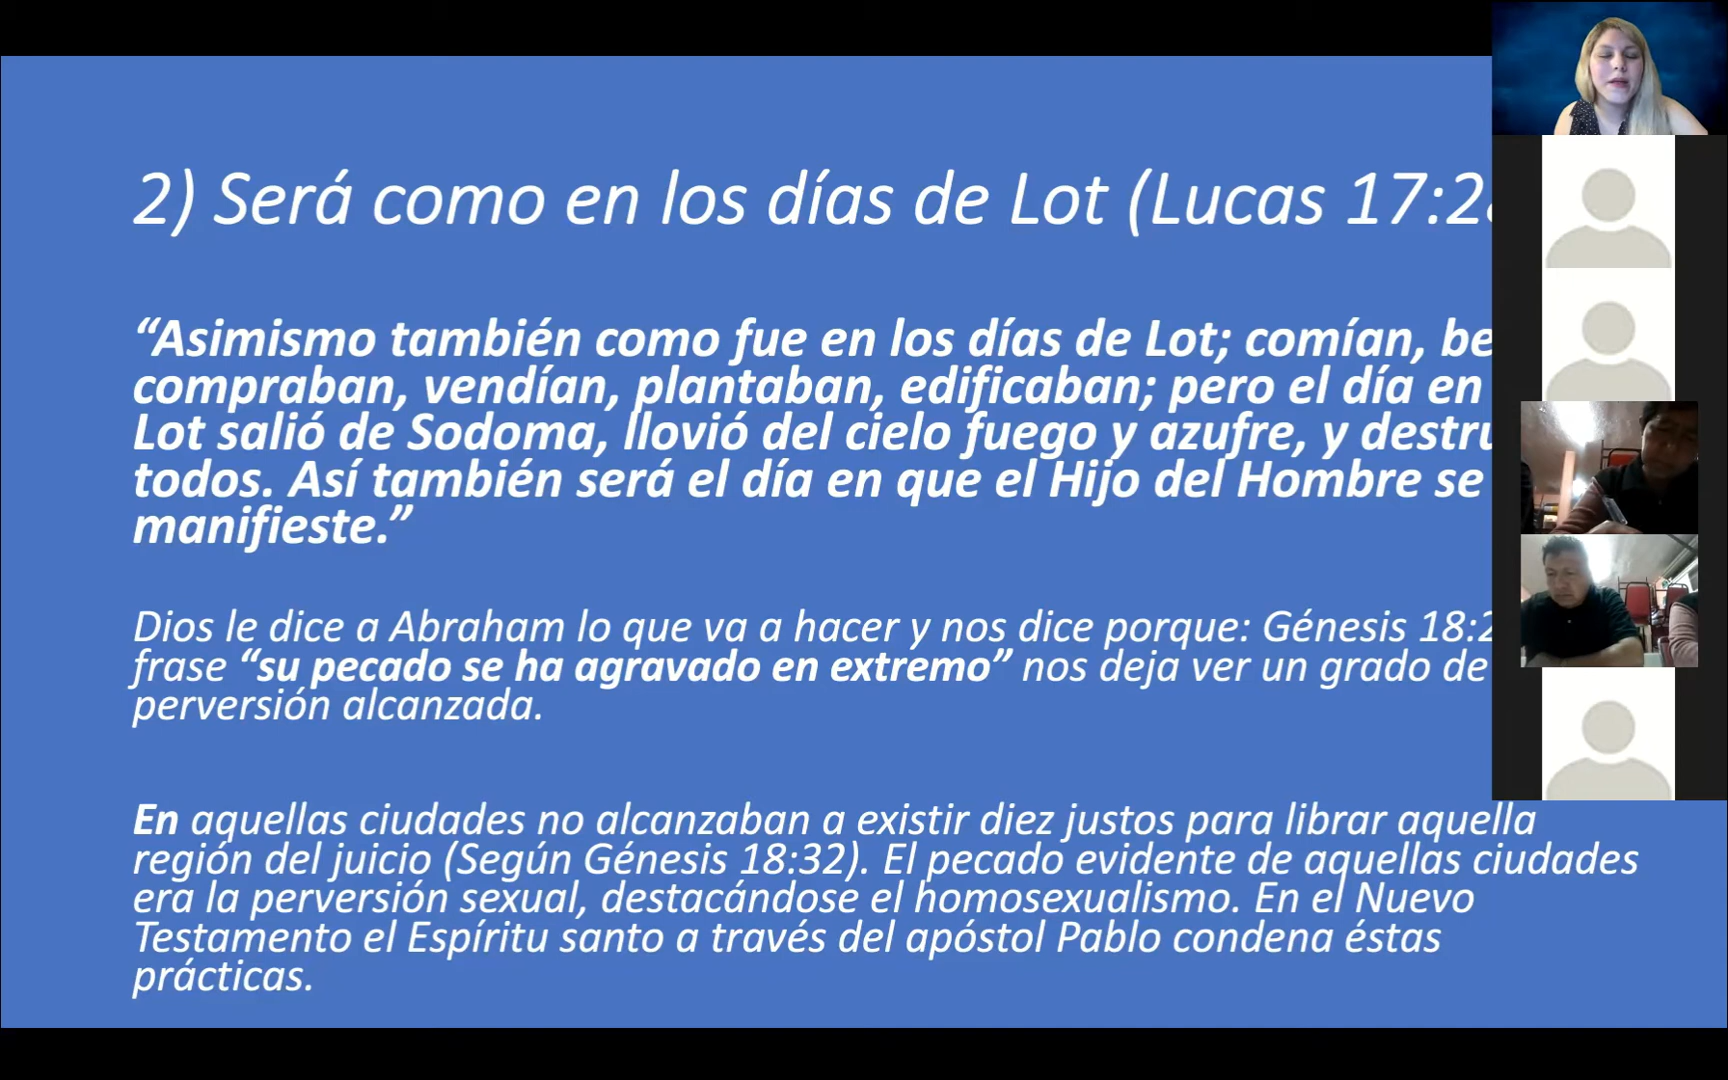 2) Será como en los días de Lot (Lucas 17:2
“Asimismo también como fue en los días de Lot; comían,
compraban, vendían, plantaban, edificaban; pero el día en
Lot salió de Sodoma, llovió del cielo fuego y azufre, y
todos. Así también será el día en que el Hijo del Hombre se
manifieste.”
Dios le dice a Abraham lo que va a hacer y nos dice porque: Génesis 18:2
frase “su pecado se ha agravado en extremo” nos deja ver un grado de
perversión alcanzada.
En aquellas ciudades no alcanzaban a existir diez justos para librar aquella
región del juicio (Según Génesis 18:32). El pecado evidente de aquellas ciudades
era la perversión sexual, destacándose el homosexualismo. En el Nuevo
Testamento el Espíritu santo a través del apóstol Pablo condena éstas
prácticas.